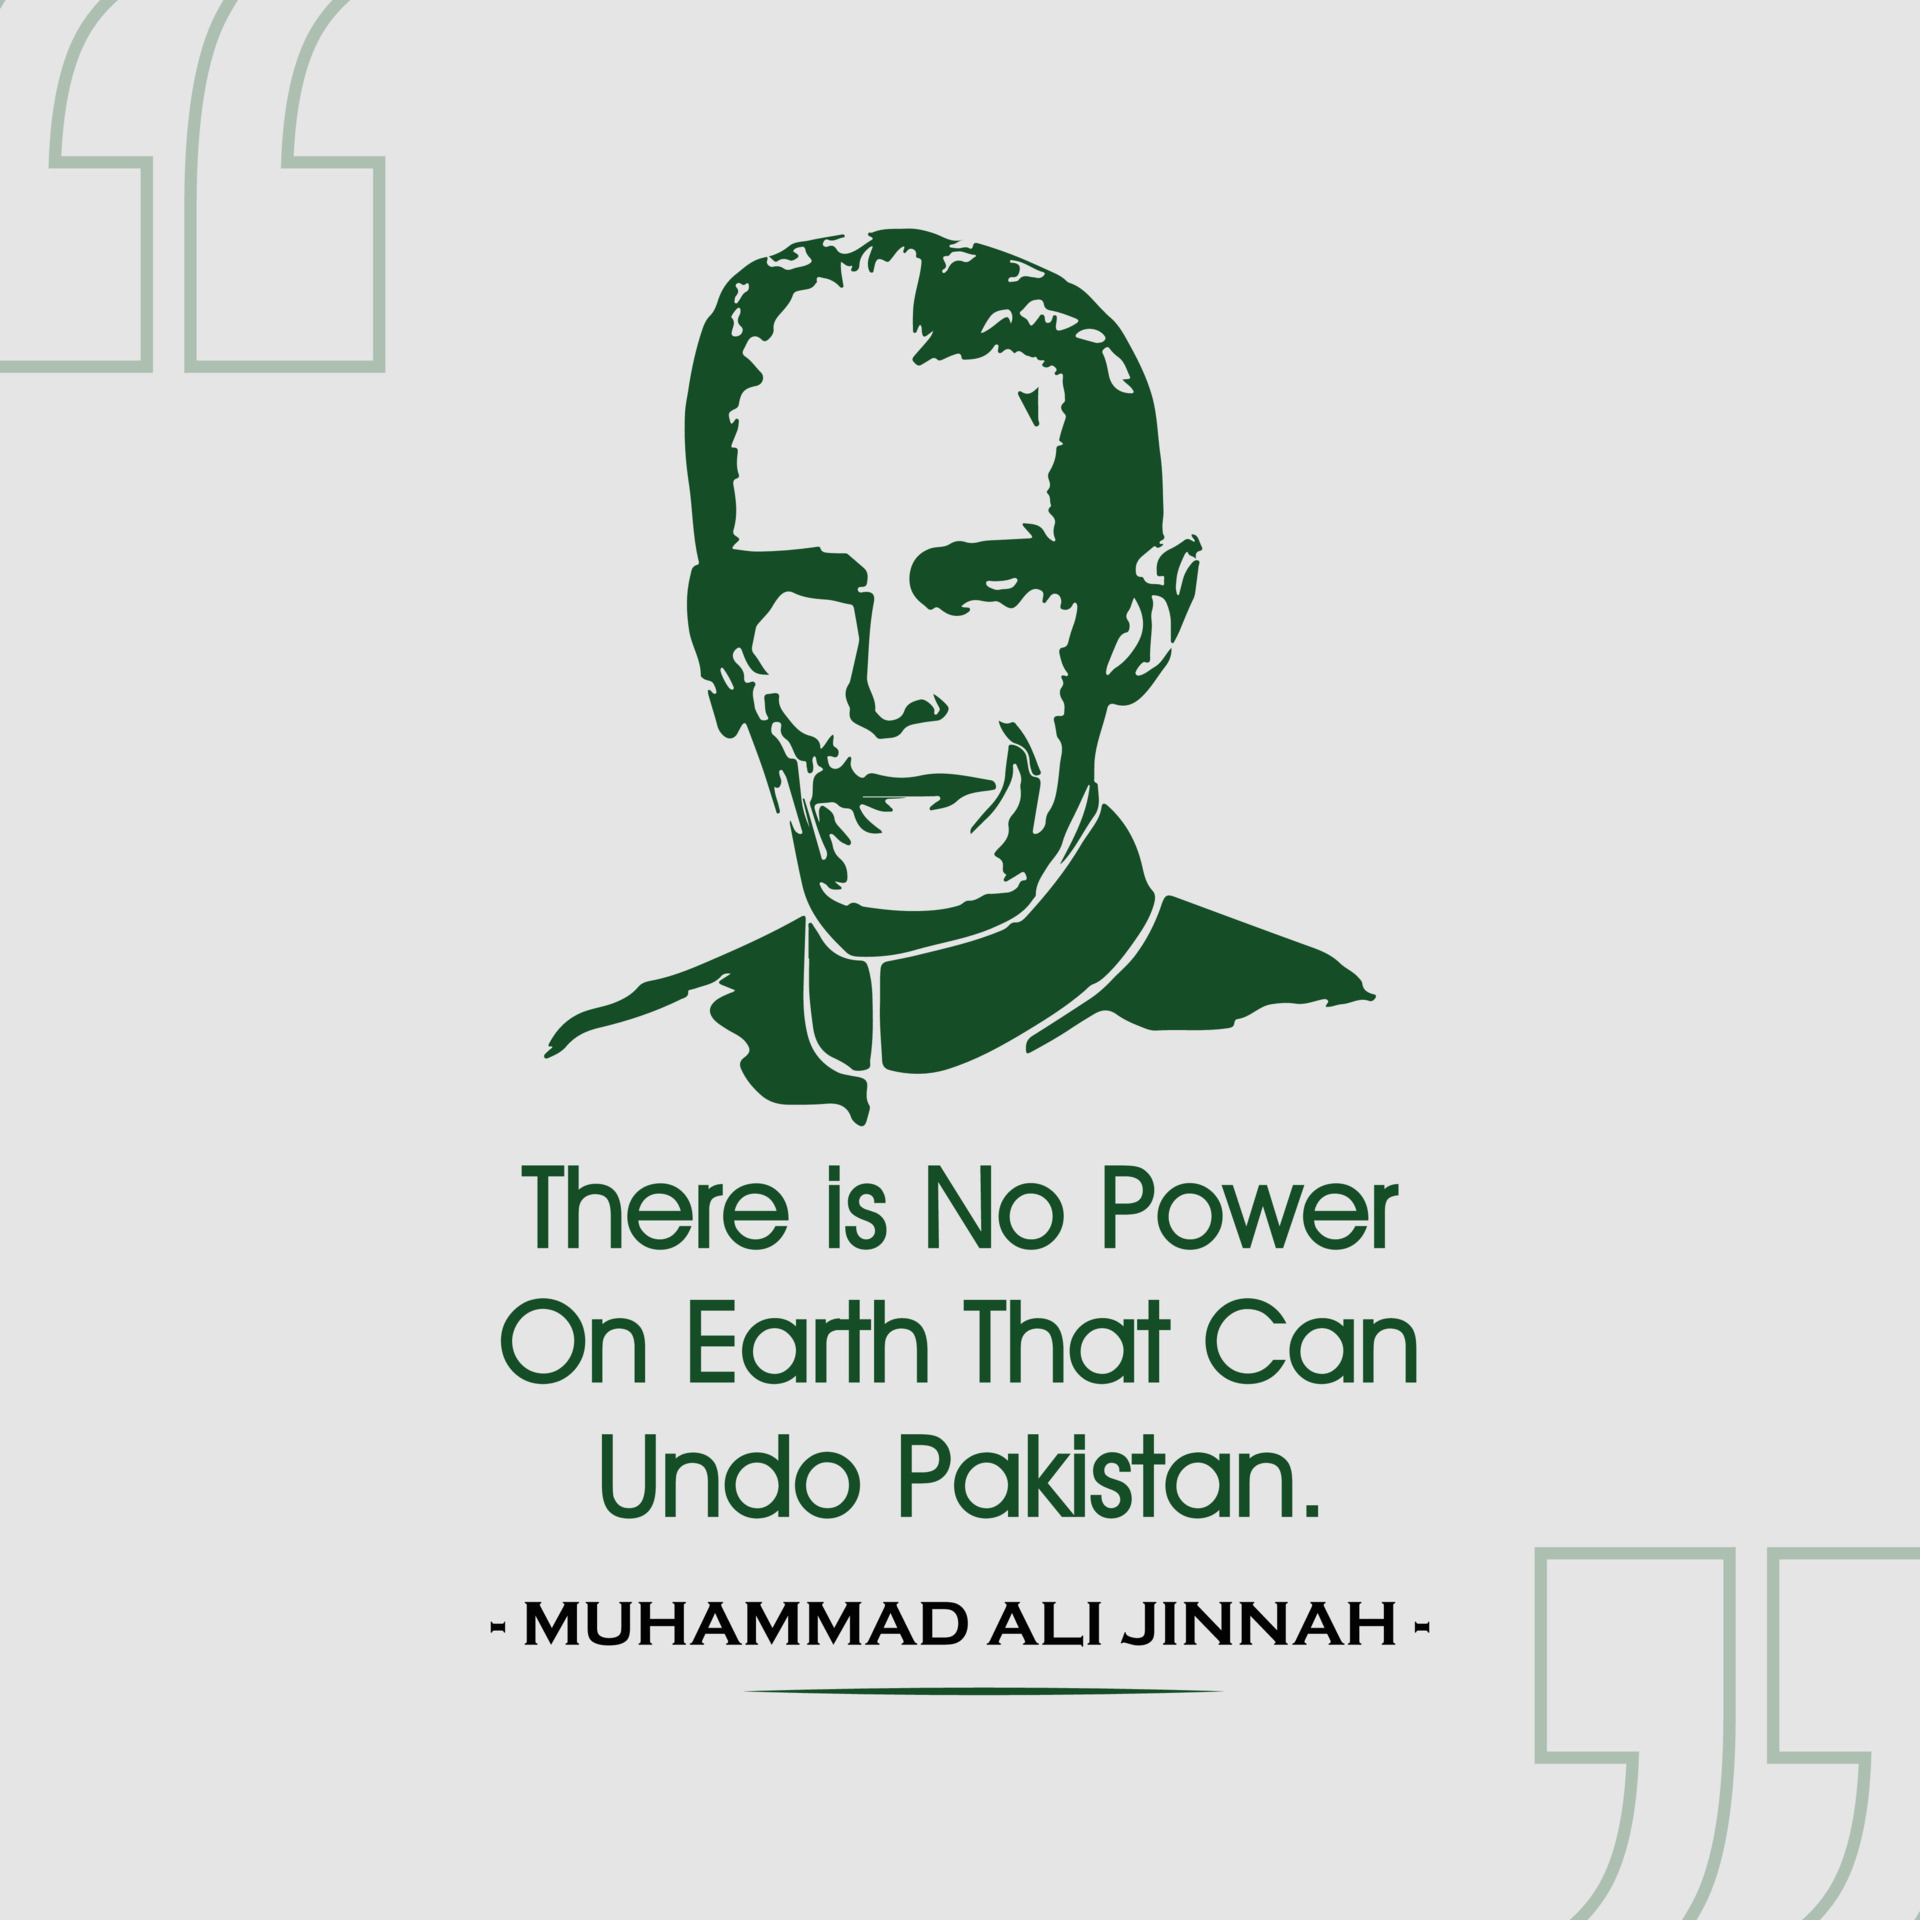 There is No Power
On Earth That Can
Undo Pakistan.
- MUHAMMAD ALI JINNAH -